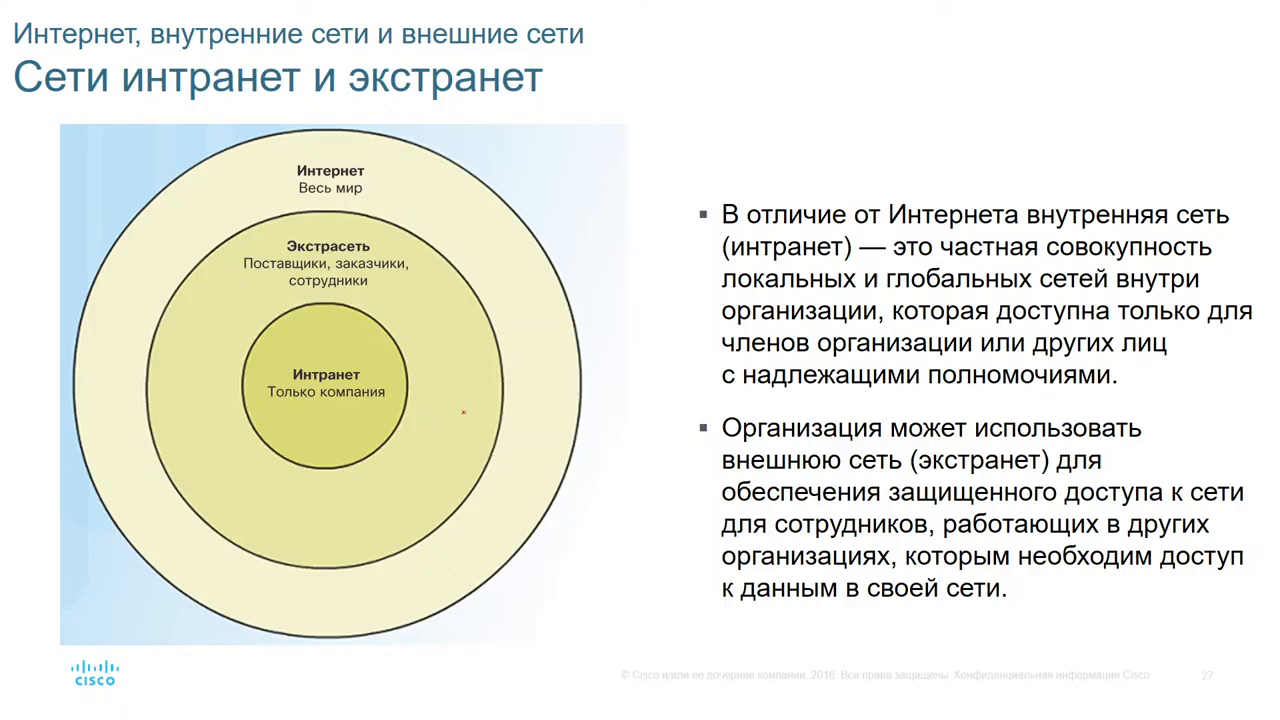 Интернет, внутренние сети и внешние сети
Сети интранет и экстранет
Интернет
Весь мир
Экстрасеть
Поставщики, заказчики,
сотрудники
Интранет
Только компания
▪ В отличие от Интернета внутренняя сеть
(интранет) — это частная совокупность
локальных и глобальных сетей внутри
организации, которая доступна только для
членов организации или других лиц
с надлежащими полномочиями.
▪ Организация может использовать
внешнюю сеть (экстранет) для
обеспечения защищенного доступа к сети
для сотрудников, работающих в других
организациях, которым необходим доступ
к данным в своей сети.
CISCO
© Cisco и/или ее дочерние компании, 2016. Все права защищены. Конфиденциальная информация Cisco
27